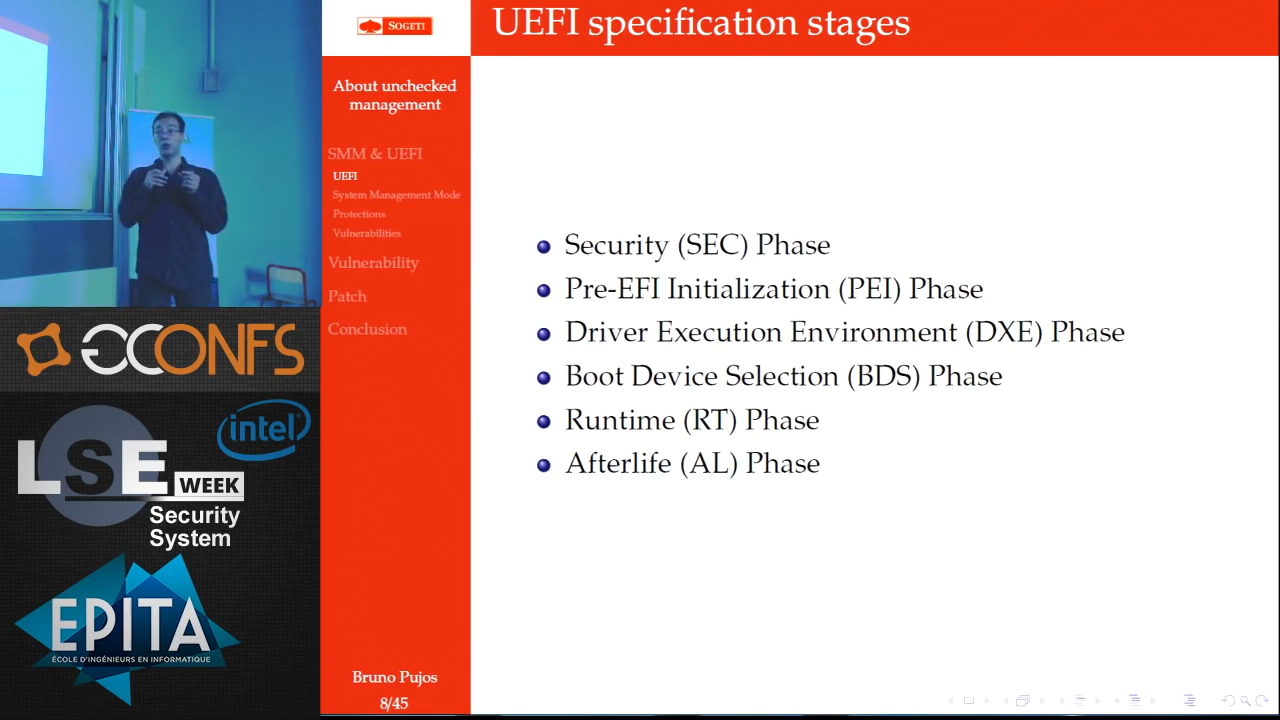 SOGETI
UEFI specification stages
About unchecked
management
SMM & UEFI
UEFI
System Management Mode
Protections
Vulnerabilities
Vulnerability
Patch
Conclusion
Security (SEC) Phase
Pre-EFI Initialization (PEI) Phase
Driver Execution Environment (DXE) Phase
Boot Device Selection (BDS) Phase
Runtime (RT) Phase
Afterlife (AL) Phase
Bruno Pujos
8/45
GCONFS
intel
LSE
WEEK
Security
System
EPITA
ÉCOLE D'INGÉNIEURS EN INFORMATIQUE